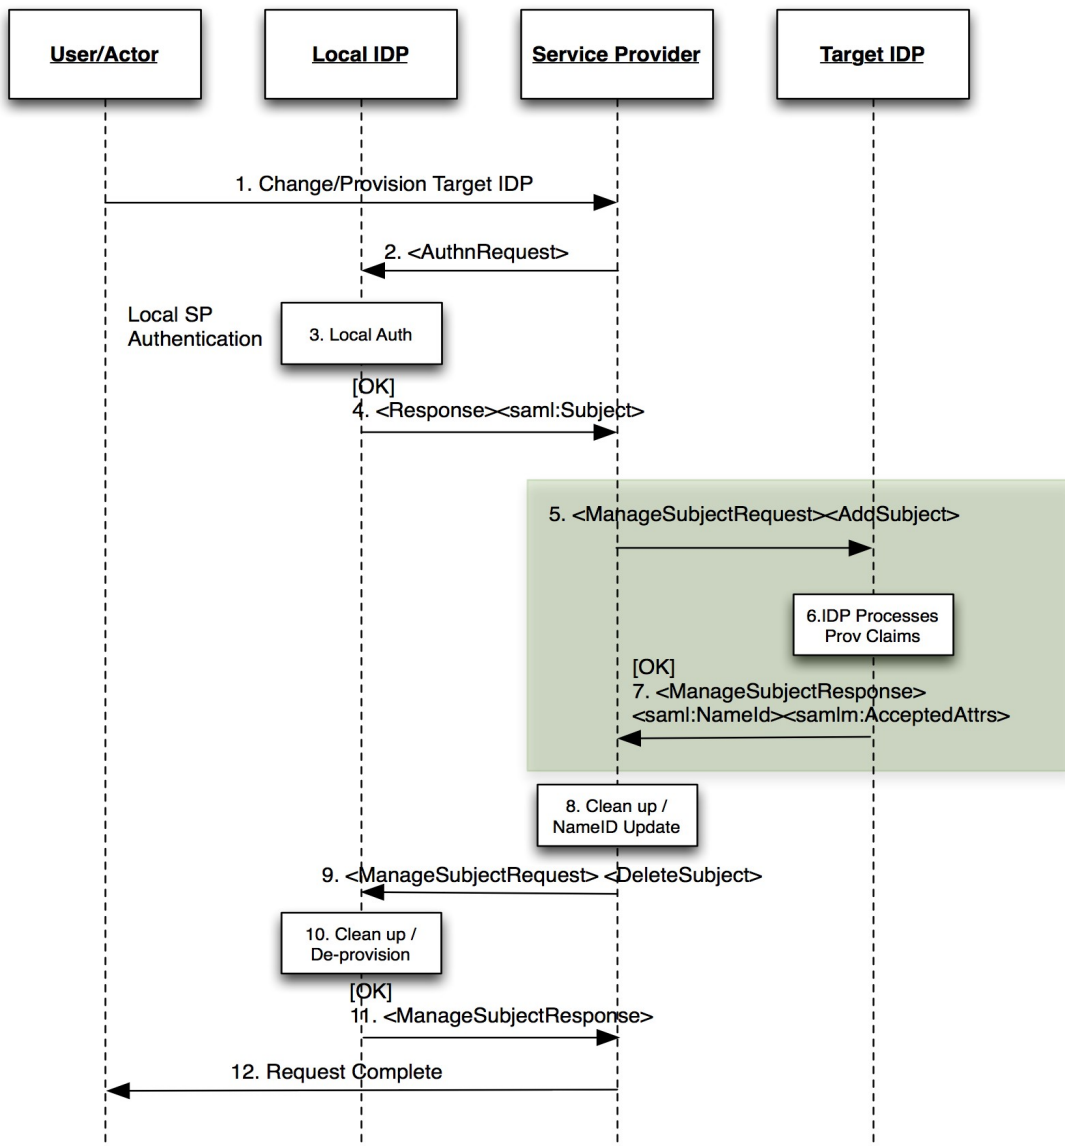 User/Actor
Local IDP
Service Provider
Target IDP
1. Change/Provision Target IDP
2. <AuthnRequest>
Local SP
Authentication
3. Local Auth
[OK]
4. <Response><saml:Subject>
5. <ManageSubjectRequest><AddSubject>
6.IDP Processes
Prov Claims
[OK]
7. <ManageSubjectResponse>
<saml:NameId><samlm:AcceptedAttrs>
8. Clean up /
NameID Update
9. <ManageSubjectRequest> <DeleteSubject>
10. Clean up /
De-provision
[OK]
11. <ManageSubjectResponse>
12. Request Complete